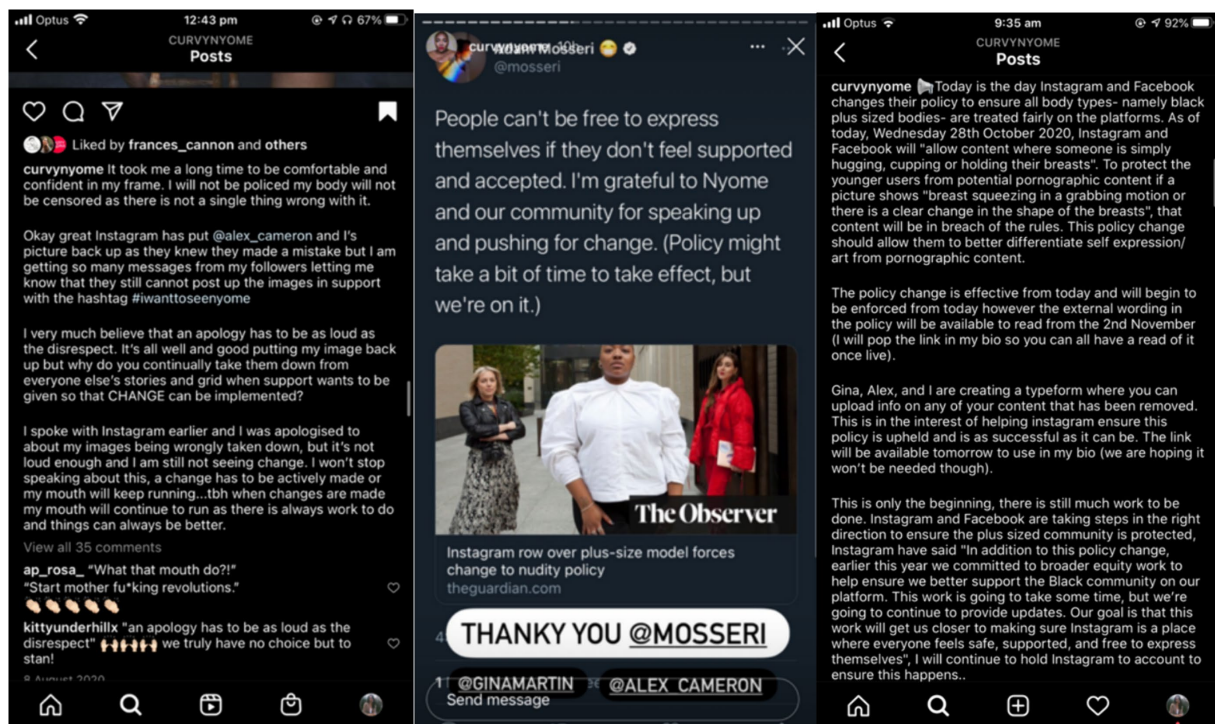 Optus
12:43 pm
67%
CURVYNYOME
Posts
Liked by frances_cannon and others
curvynyome It took me a long time to be comfortable and
confident in my frame. I will not be policed my body will not
be censored as there is not a single thing wrong with it.
Okay great Instagram has put @alex_cameron and I's
picture back up as they knew they made a mistake but I am
getting so many messages from my followers letting me
know that they still cannot post up the images in support
with the hashtag #iwanttoseenyome
I very much believe that an apology has to be as loud as
the disrespect. It's all well and good putting my image back
up but why do you continually take them down from
everyone else's stories and grid when support wants to be
given so that CHANGE can be implemented?
I spoke with Instagram earlier and I was apologised to
about my images being wrongly taken down, but it's not
loud enough and I am still not seeing change. I won't stop
speaking about this, a change has to be actively made or
my mouth will keep running...tbh when changes are made
my mouth will continue to run as there is always work to do
and things can always be better.
View all 35 comments
ap_rosa_ “What that mouth do?!”
“Start mother fu*king revolutions.”
👏🏻👏🏻👏🏻👏🏻👏🏻
kittyunderhillx "an apology has to be as loud as the
disrespect" 🙌🏻🙌🏻🙌🏻 we truly have no choice but to
stan!
8 August 2020
curvynyome 10h
Adam Mosseri 😷
@mosseri
People can't be free to express
themselves if they don't feel supported
and accepted. I'm grateful to Nyome
and our community for speaking up
and pushing for change. (Policy might
take a bit of time to take effect, but
we're on it.)
The Observer
Instagram row over plus-size model forces
change to nudity policy
theguardian.com
THANKY YOU @MOSSERI
@GINAMARTIN
@ALEX_CAMERON
Send message
Optus
9:35 am
92%
CURVYNYOME
Posts
curvynyome 📢Today is the day Instagram and Facebook
changes their policy to ensure all body types- namely black
plus sized bodies- are treated fairly on the platforms. As of
today, Wednesday 28th October 2020, Instagram and
Facebook will "allow content where someone is simply
hugging, cupping or holding their breasts". To protect the
younger users from potential pornographic content if a
picture shows "breast squeezing in a grabbing motion or
there is a clear change in the shape of the breasts", that
content will be in breach of the rules. This policy change
should allow them to better differentiate self expression/
art from pornographic content.
The policy change is effective from today and will begin to
be enforced from today however the external wording in
the policy will be available to read from the 2nd November
(I will pop the link in my bio so you can all have a read of it
once live).
Gina, Alex, and I are creating a typeform where you can
upload info on any of your content that has been removed.
This is in the interest of helping instagram ensure this
policy is upheld and is as successful as it can be. The link
will be available tomorrow to use in my bio (we are hoping it
won't be needed though).
This is only the beginning, there is still much work to be
done. Instagram and Facebook are taking steps in the right
direction to ensure the plus sized community is protected,
Instagram have said "In addition to this policy change,
earlier this year we committed to broader equity work to
help ensure we better support the Black community on our
platform. This work is going to take some time, but we're
going to continue to provide updates. Our goal is that this
work will get us closer to making sure Instagram is a place
where everyone feels safe, supported, and free to express
themselves", I will continue to hold Instagram to account to
ensure this happens..